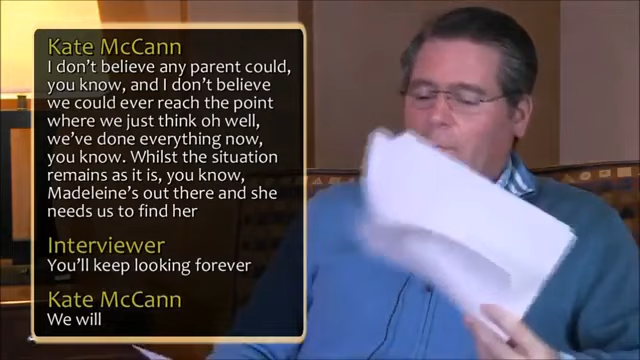 Kate McCann
I don't believe any parent could,
you know, and I don't believe
we could ever reach the point
where we just think oh well,
we've done everything now,
you know. Whilst the situation
remains as it is, you know,
Madeleine's out there and she
needs us to find her
Interviewer
You'll keep looking forever
Kate McCann
We will